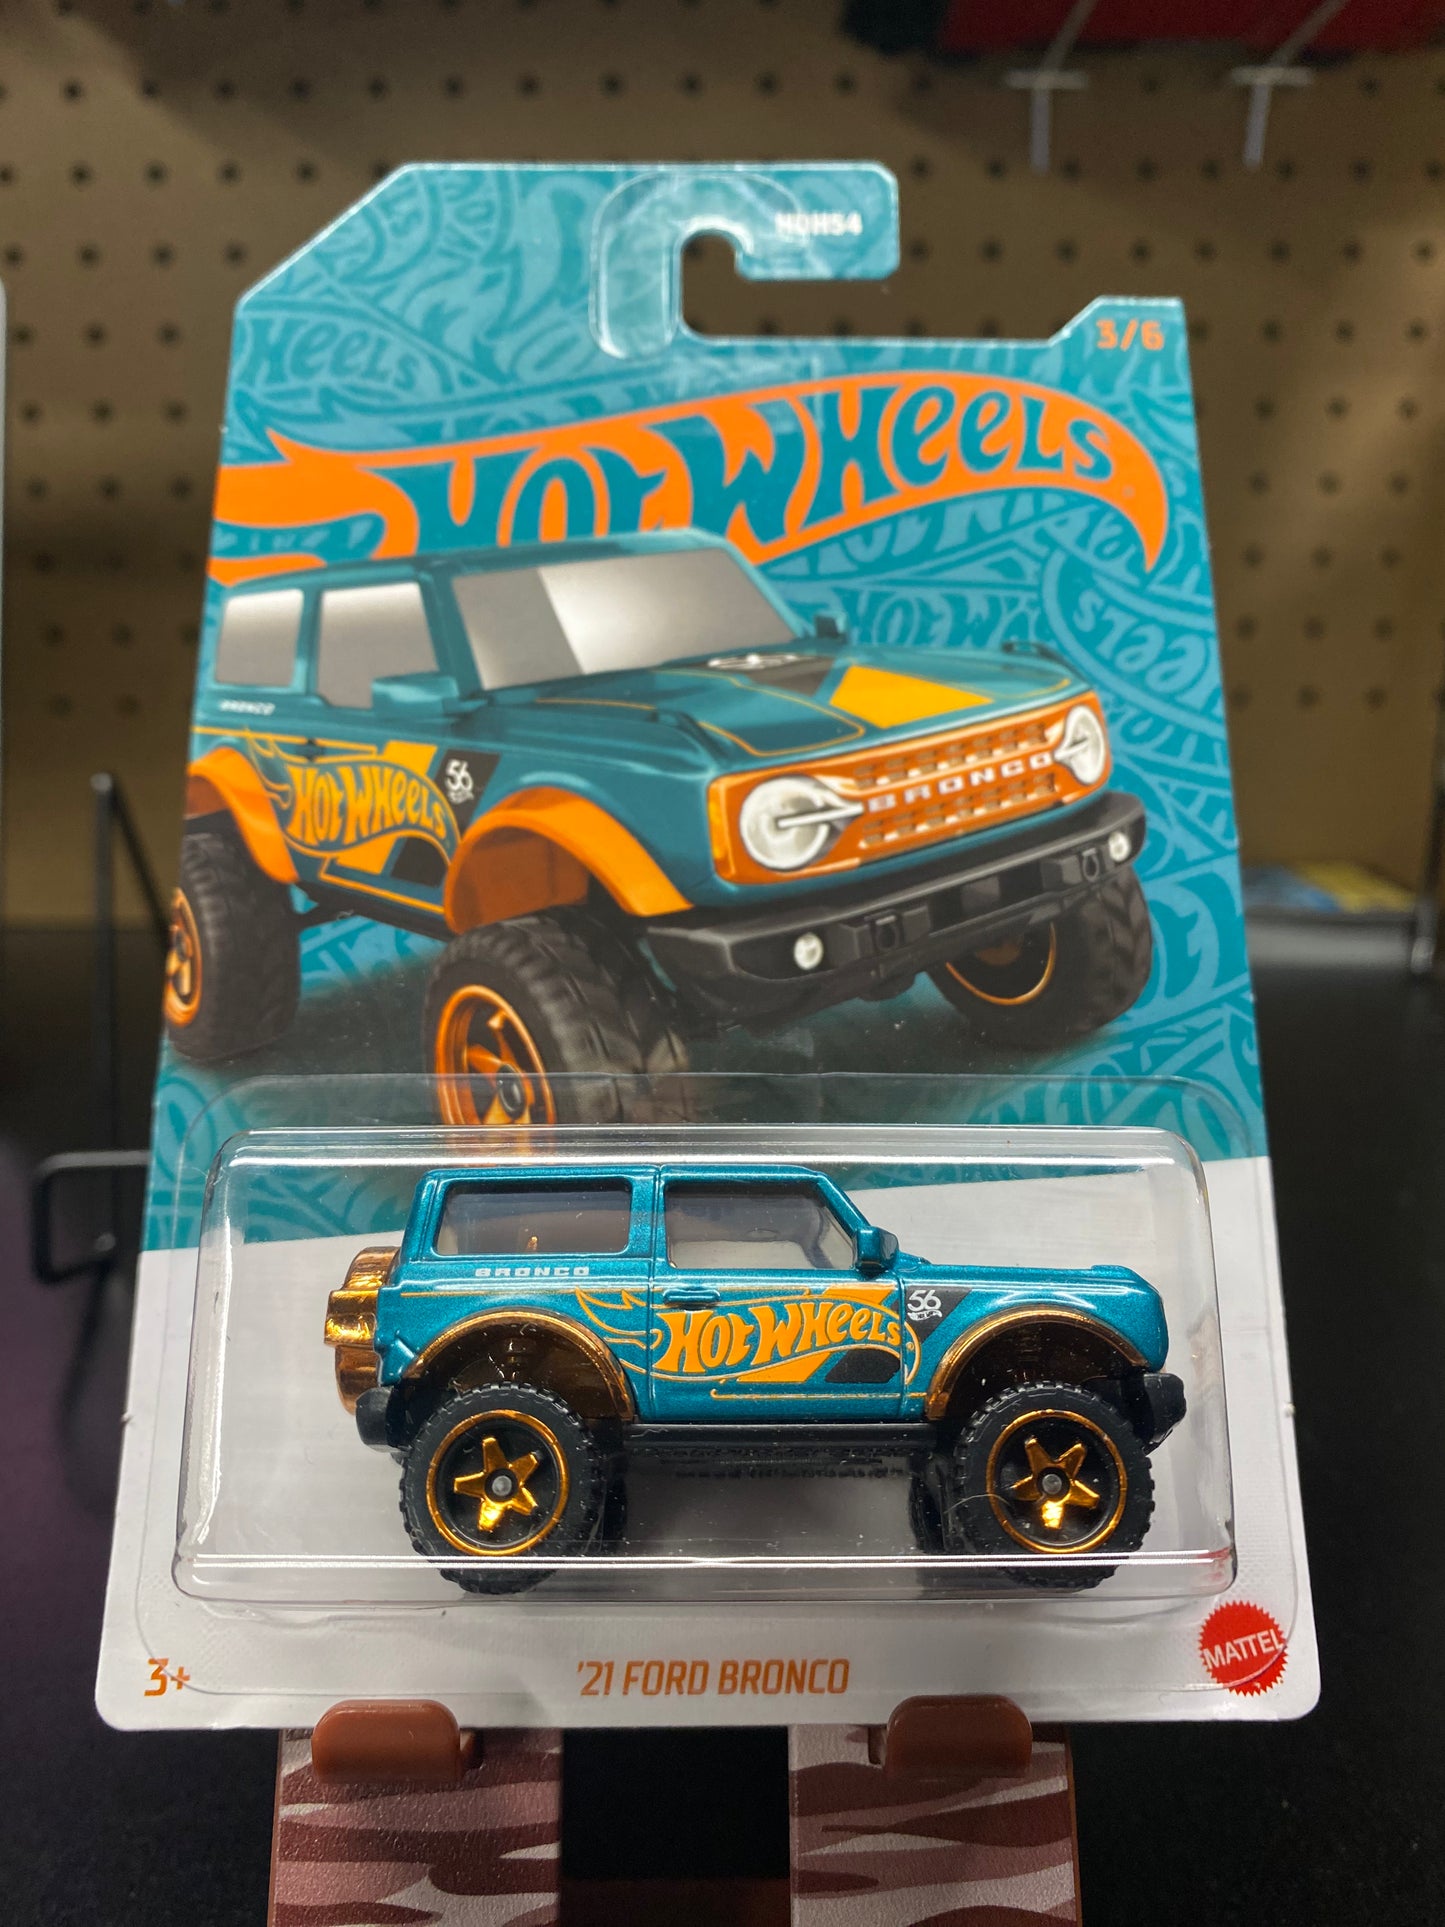 HDH54
3/6
HOT WHEELS
BRONCO
HOT WHEELS
56
BRONCO
BRONCO
HOT WHEELS
56
3+
'21 FORD BRONCO
MATTEL